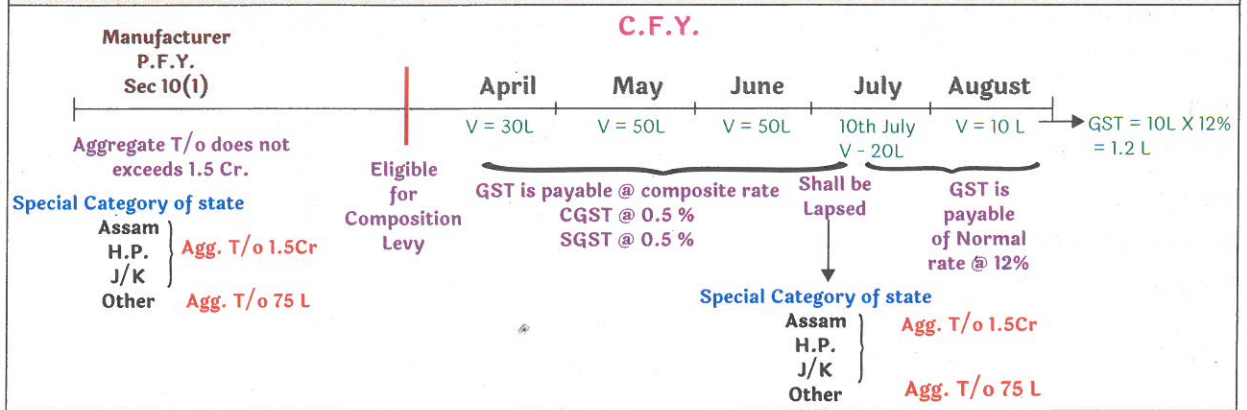 C.F.Y.
Manufacturer
P.F.Y.
Sec 10(1)
Aggregate T/o does not
exceeds 1.5 Cr.
Special Category of state
Assam
H.P.
J/K
Agg. T/o 1.5Cr
Other Agg. T/o 75 L
Eligible
for
Composition
Levy
April May June July August
V = 30L V = 50L V = 50L 10th July V = 10 L
V - 20L
GST = 10L X 12%
= 1.2 L
GST is payable @ composite rate
CGST @ 0.5 %
SGST @ 0.5 %
Shall be
Lapsed
GST is
payable
of Normal
rate @ 12%
Special Category of state
Assam
H.P.
J/K
Agg. T/o 1.5Cr
Other Agg. T/o 75 L